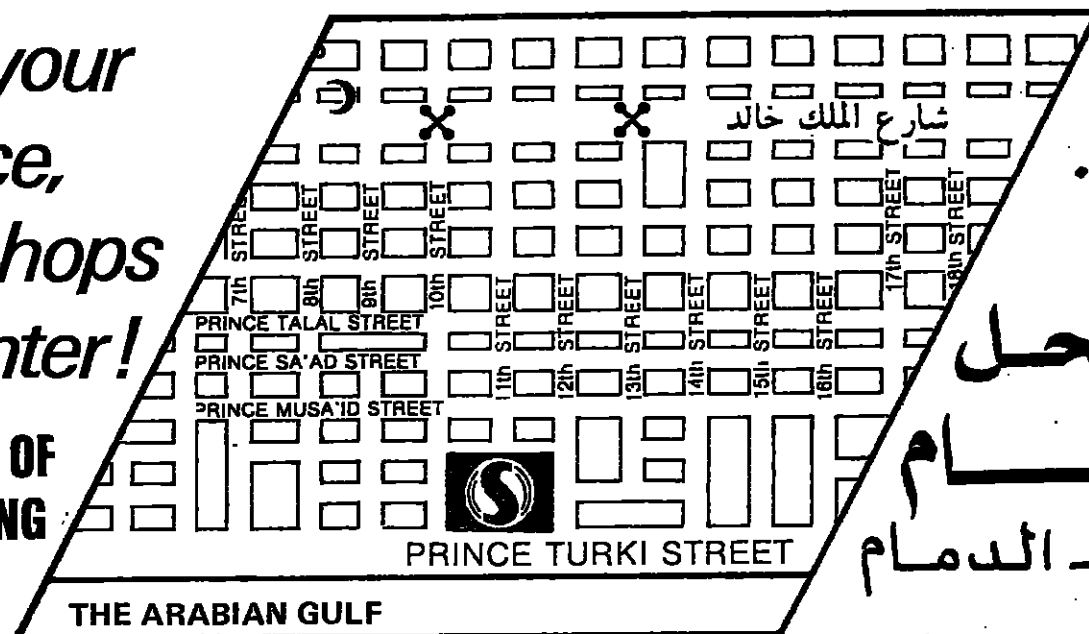 your
ce,
hops
nter!
OF
NG
شارع الملك خالد
7th STREET
8th STREET
9th STREET
10th STREET
11th STREET
12th STREET
13th STREET
14th STREET
15th STREET
16th STREET
17th STREET
18th STREET
PRINCE TALAL STREET
PRINCE SA'AD STREET
PRINCE MUSA'ID STREET
S
PRINCE TURKI STREET
THE ARABIAN GULF
حل
ام
ـ الدمام